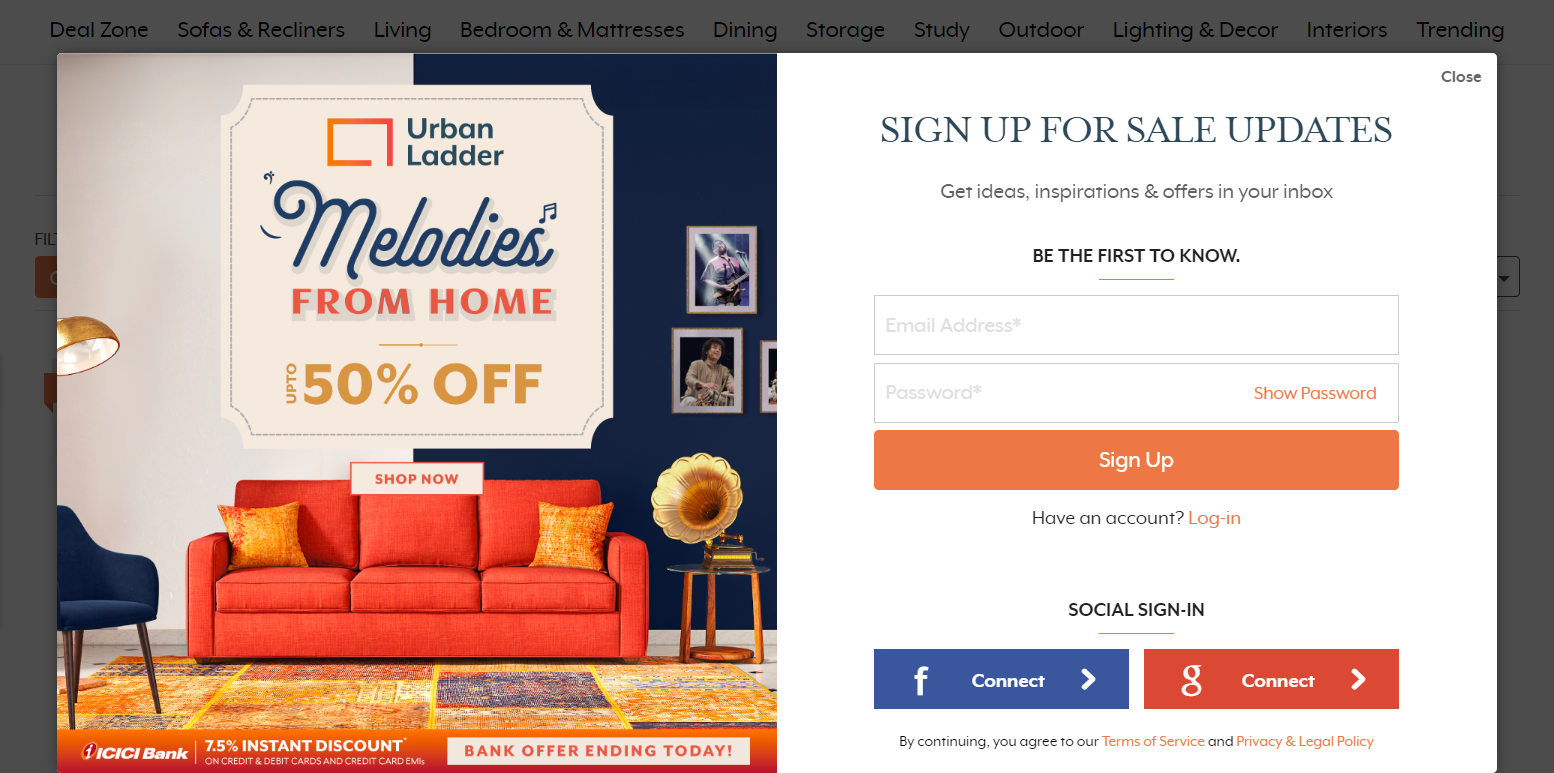 Deal Zone Sofas & Recliners Living Bedroom & Mattresses Dining Storage Study Outdoor Lighting & Decor Interiors Trending
Urban
Ladder
Melodies
FROM HOME
UPTO 50% OFF
SHOP NOW
ICICI Bank
7.5% INSTANT DISCOUNT*
ON CREDIT & DEBIT CARDS AND CREDIT CARD EMIs
BANK OFFER ENDING TODAY!
Close
SIGN UP FOR SALE UPDATES
Get ideas, inspirations & offers in your inbox
BE THE FIRST TO KNOW.
Email Address*
Password* Show Password
Sign Up
Have an account? Log-in
SOCIAL SIGN-IN
f Connect
g Connect
By continuing, you agree to our Terms of Service and Privacy & Legal Policy